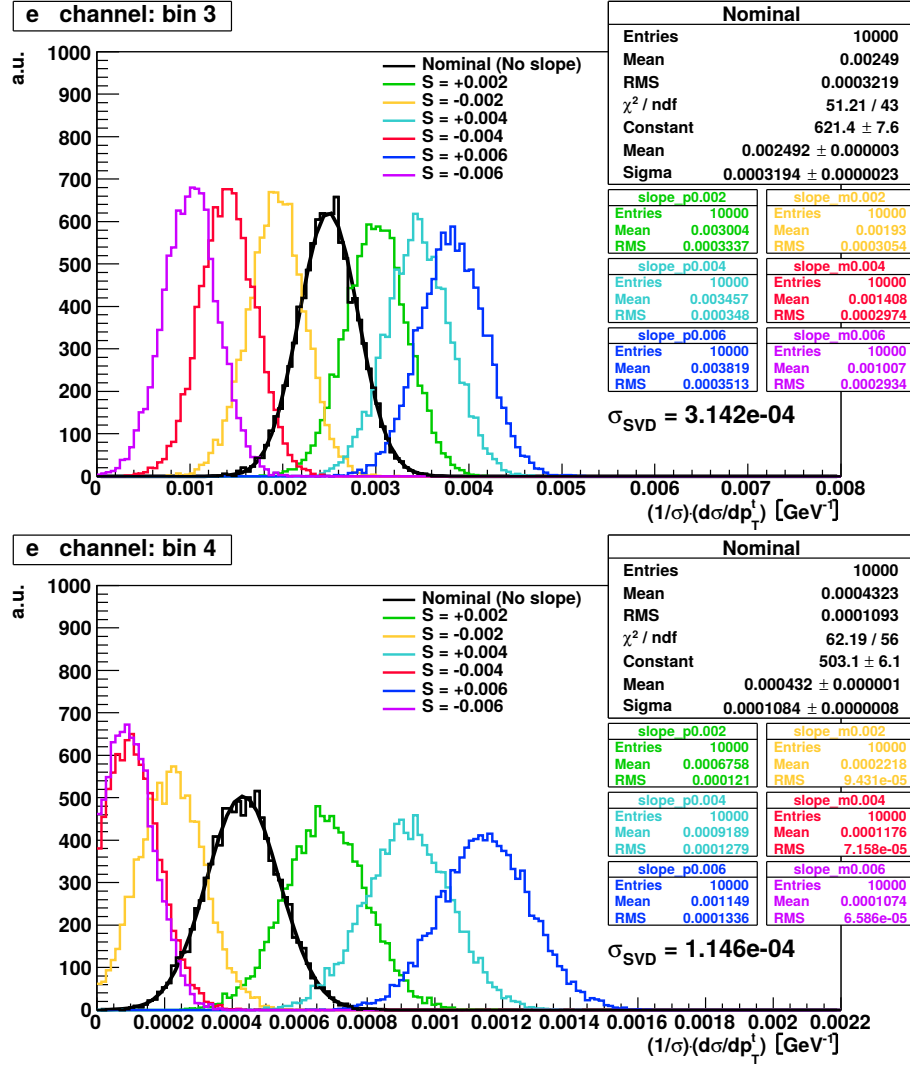 e channel: bin 3
a.u.
1000
900
800
700
600
500
400
300
200
100
0
0 0.001 0.002 0.003 0.004 0.005 0.006 0.007 0.008
(1/σ)·(dσ/dp_T^t) [GeV⁻¹]
Nominal (No slope)
S = +0.002
S = -0.002
S = +0.004
S = -0.004
S = +0.006
S = -0.006
Nominal
Entries 10000
Mean 0.00249
RMS 0.0003219
χ² / ndf 51.21 / 43
Constant 621.4 ± 7.6
Mean 0.002492 ± 0.000003
Sigma 0.0003194 ± 0.0000023
slope_p0.002 slope_m0.002
Entries 10000 Entries 10000
Mean 0.003004 Mean 0.00193
RMS 0.0003337 RMS 0.0003054
slope_p0.004 slope_m0.004
Entries 10000 Entries 10000
Mean 0.003457 Mean 0.001408
RMS 0.000348 RMS 0.0002974
slope_p0.006 slope_m0.006
Entries 10000 Entries 10000
Mean 0.003819 Mean 0.001007
RMS 0.0003513 RMS 0.0002934
σ_SVD = 3.142e-04
e channel: bin 4
a.u.
1000
900
800
700
600
500
400
300
200
100
0
0 0.0002 0.0004 0.0006 0.0008 0.001 0.0012 0.0014 0.0016 0.0018 0.002 0.0022
(1/σ)·(dσ/dp_T^t) [GeV⁻¹]
Nominal (No slope)
S = +0.002
S = -0.002
S = +0.004
S = -0.004
S = +0.006
S = -0.006
Nominal
Entries 10000
Mean 0.0004323
RMS 0.0001093
χ² / ndf 62.19 / 56
Constant 503.1 ± 6.1
Mean 0.000432 ± 0.000001
Sigma 0.0001084 ± 0.0000008
slope_p0.002 slope_m0.002
Entries 10000 Entries 10000
Mean 0.0006758 Mean 0.0002218
RMS 0.000121 RMS 9.431e-05
slope_p0.004 slope_m0.004
Entries 10000 Entries 10000
Mean 0.0009189 Mean 0.0001176
RMS 0.0001279 RMS 7.158e-05
slope_p0.006 slope_m0.006
Entries 10000 Entries 10000
Mean 0.001149 Mean 0.0001074
RMS 0.0001336 RMS 6.586e-05
σ_SVD = 1.146e-04